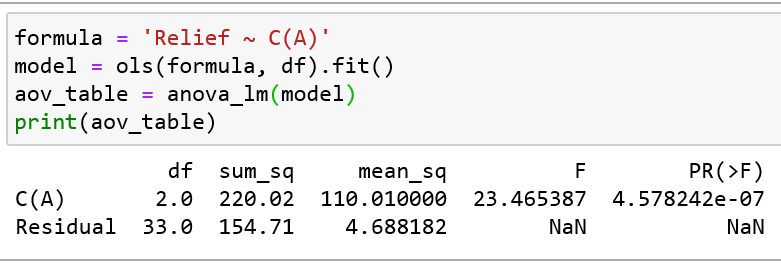 formula = 'Relief ~ C(A)'
model = ols(formula, df).fit()
aov_table = anova_lm(model)
print(aov_table)
df sum_sq mean_sq F PR(>F)
C(A) 2.0 220.02 110.010000 23.465387 4.578242e-07
Residual 33.0 154.71 4.688182 NaN NaN